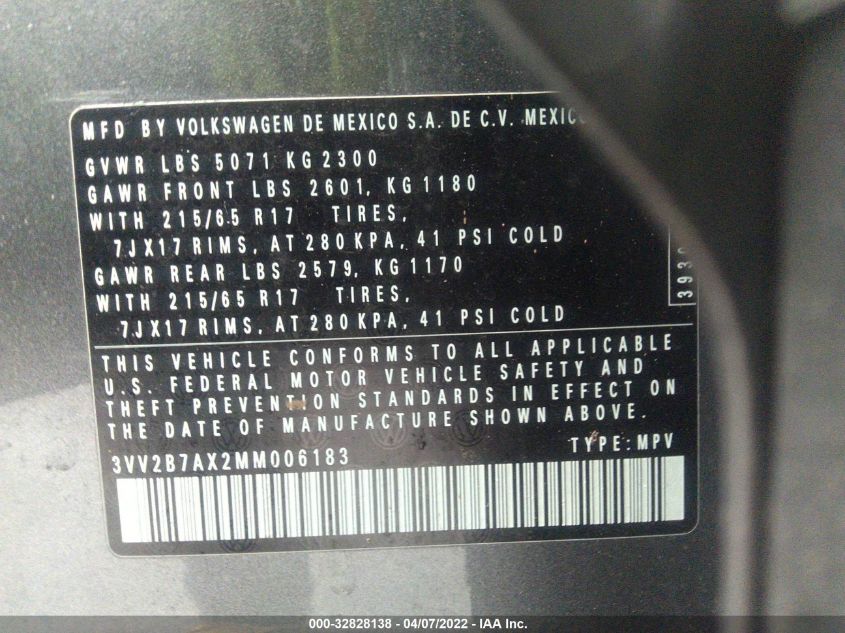 MFD BY VOLKSWAGEN DE MEXICO S.A. DE C.V. MEXICO
GVWR LBS 5071 KG 2300
GAWR FRONT LBS 2601, KG 1180
WITH 215/65 R17 TIRES,
7JX17 RIMS, AT 280 KPA, 41 PSI COLD
GAWR REAR LBS 2579, KG 1170
WITH 215/65 R17 TIRES,
7JX17 RIMS, AT 280 KPA, 41 PSI COLD
393
THIS VEHICLE CONFORMS TO ALL APPLICABLE
U.S. FEDERAL MOTOR VEHICLE SAFETY AND
THEFT PREVENTION STANDARDS IN EFFECT ON
THE DATE OF MANUFACTURE SHOWN ABOVE.
3VV2B7AX2MM006183 TYPE: MPV
000-32828138 - 04/07/2022 - IAA Inc.